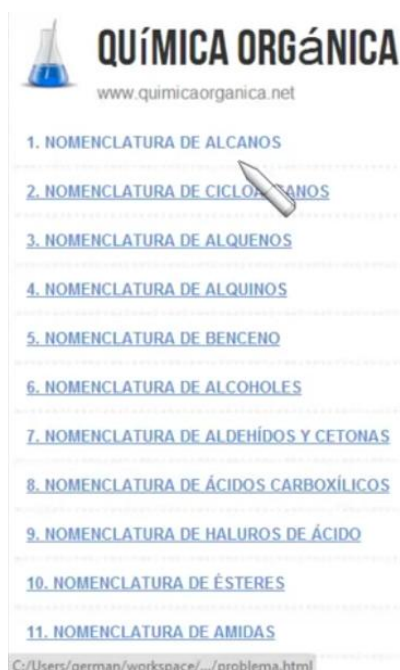 QUÍMICA ORGÁNICA
www.quimicaorganica.net
1. NOMENCLATURA DE ALCANOS
2. NOMENCLATURA DE CICLOALCANOS
3. NOMENCLATURA DE ALQUENOS
4. NOMENCLATURA DE ALQUINOS
5. NOMENCLATURA DE BENCENO
6. NOMENCLATURA DE ALCOHOLES
7. NOMENCLATURA DE ALDEHÍDOS Y CETONAS
8. NOMENCLATURA DE ÁCIDOS CARBOXÍLICOS
9. NOMENCLATURA DE HALUROS DE ÁCIDO
10. NOMENCLATURA DE ÉSTERES
11. NOMENCLATURA DE AMIDAS
C:/Users/german/workspace/.../problema.html